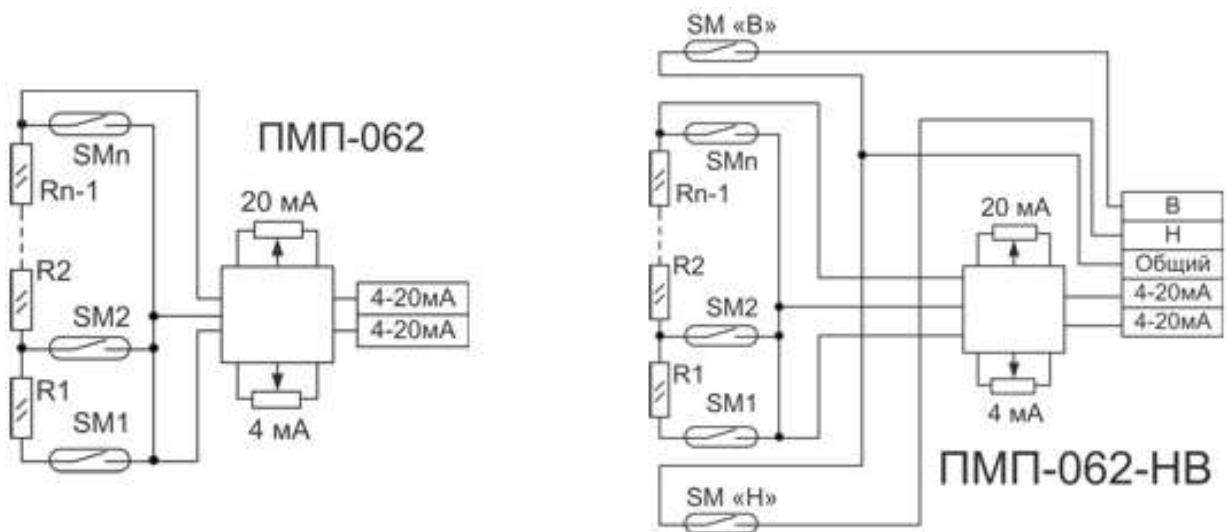 ПМП-062
SMn
Rn-1
20 мА
R2
SM2
4-20мА
4-20мА
R1
SM1
4 мА
SM «В»
SMn
Rn-1
20 мА
В
Н
Общий
4-20мА
4-20мА
R2
SM2
R1
SM1
4 мА
ПМП-062-НВ
SM «Н»